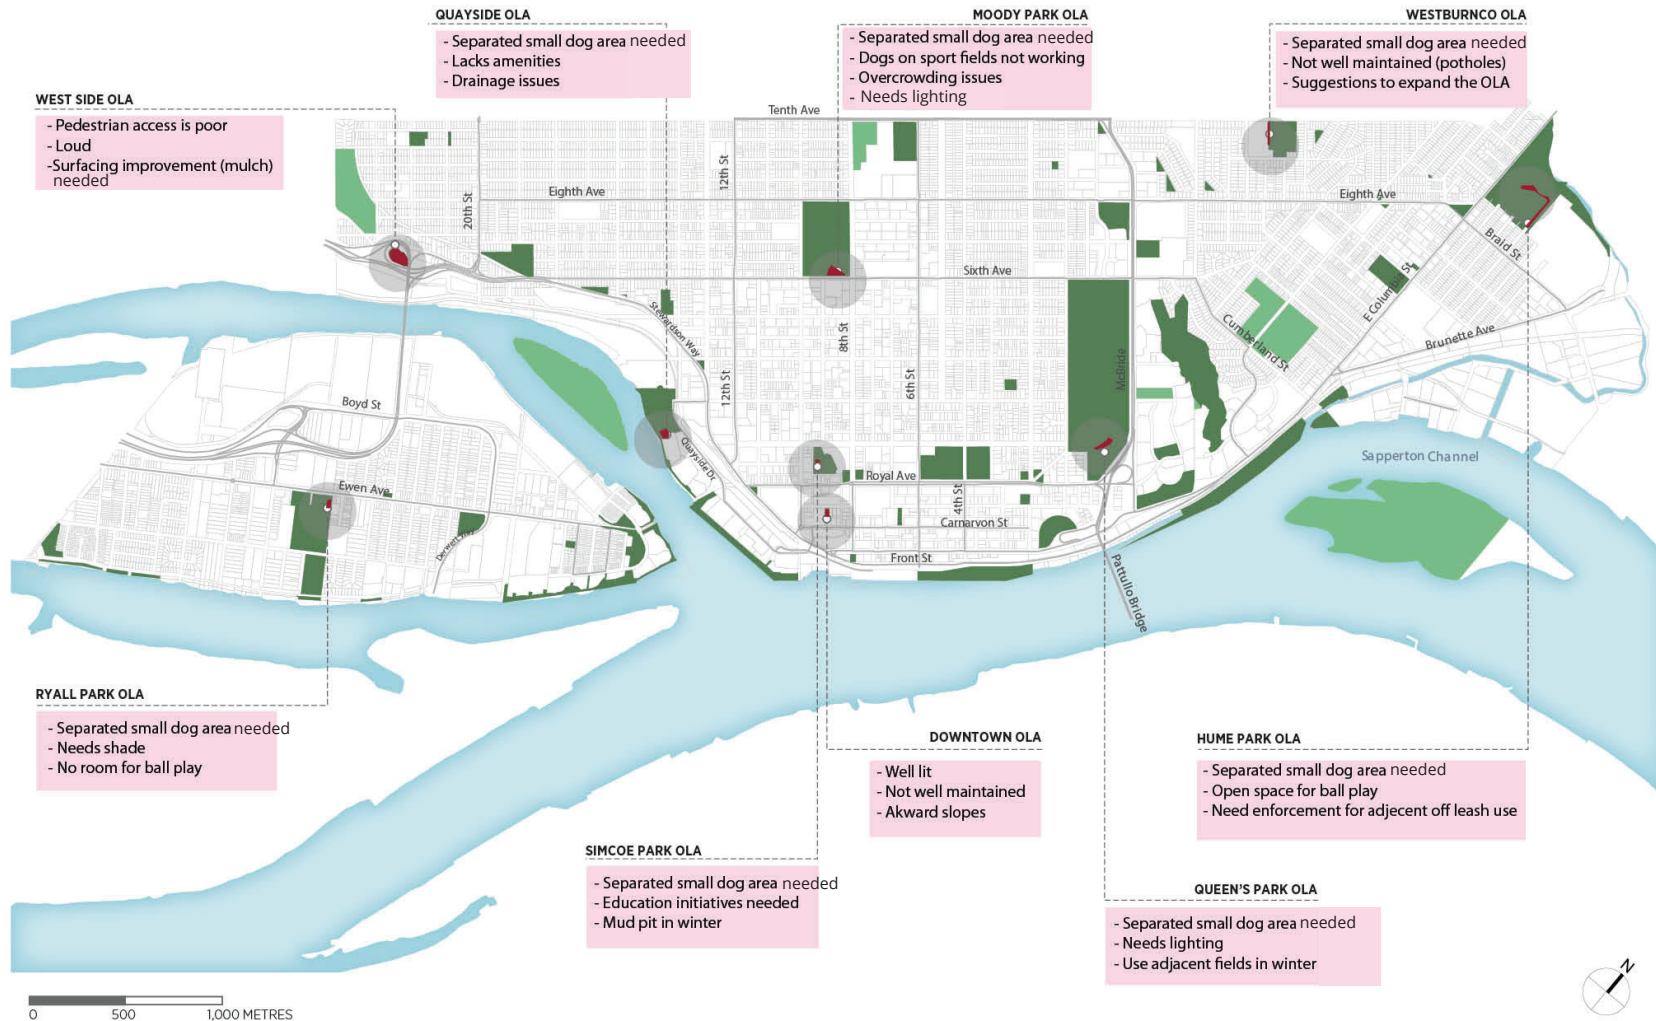 QUAYSIDE OLA
- Separated small dog area needed
- Lacks amenities
- Drainage issues
MOODY PARK OLA
- Separated small dog area needed
- Dogs on sport fields not working
- Overcrowding issues
- Needs lighting
WESTBURNCO OLA
- Separated small dog area needed
- Not well maintained (potholes)
- Suggestions to expand the OLA
WEST SIDE OLA
- Pedestrian access is poor
- Loud
-Surfacing improvement (mulch)
needed
Tenth Ave
12th St
Eighth Ave
Eighth Ave
20th St
Braid St
Sixth Ave
E Columbia St
Stewardson Way
8th St
Cumberland St
Brunette Ave
McBride
12th St
6th St
Boyd St
Quayside Dr
Sapperton Channel
Royal Ave
Ewen Ave
4th St
Carnarvon St
Derwent Way
Front St
Pattullo Bridge
RYALL PARK OLA
- Separated small dog area needed
- Needs shade
- No room for ball play
DOWNTOWN OLA
- Well lit
- Not well maintained
- Akward slopes
HUME PARK OLA
- Separated small dog area needed
- Open space for ball play
- Need enforcement for adjecent off leash use
SIMCOE PARK OLA
- Separated small dog area needed
- Education initiatives needed
- Mud pit in winter
QUEEN'S PARK OLA
- Separated small dog area needed
- Needs lighting
- Use adjacent fields in winter
N
0 500 1,000 METRES